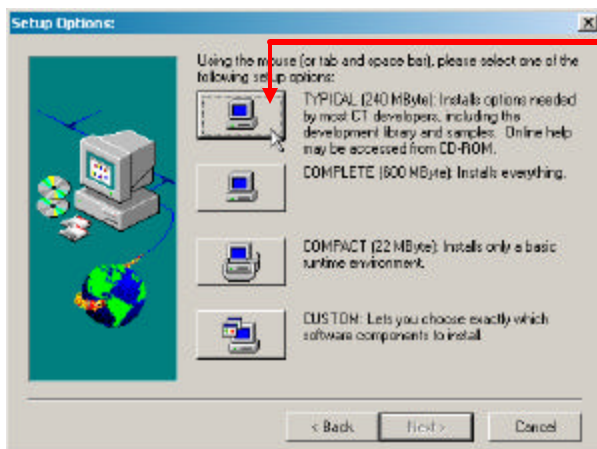 Setup Options:
Using the mouse (or tab and space bar), please select one of the
following setup options:
TYPICAL (240 MByte): Installs options needed
by most CT developers, including the
development library and samples. Online help
may be accessed from CD-ROM.
COMPLETE (600 MByte): Installs everything.
COMPACT (22 MByte): Installs only a basic
runtime environment.
CUSTOM: Lets you choose exactly which
software components to install.
< Back
Next >
Cancel